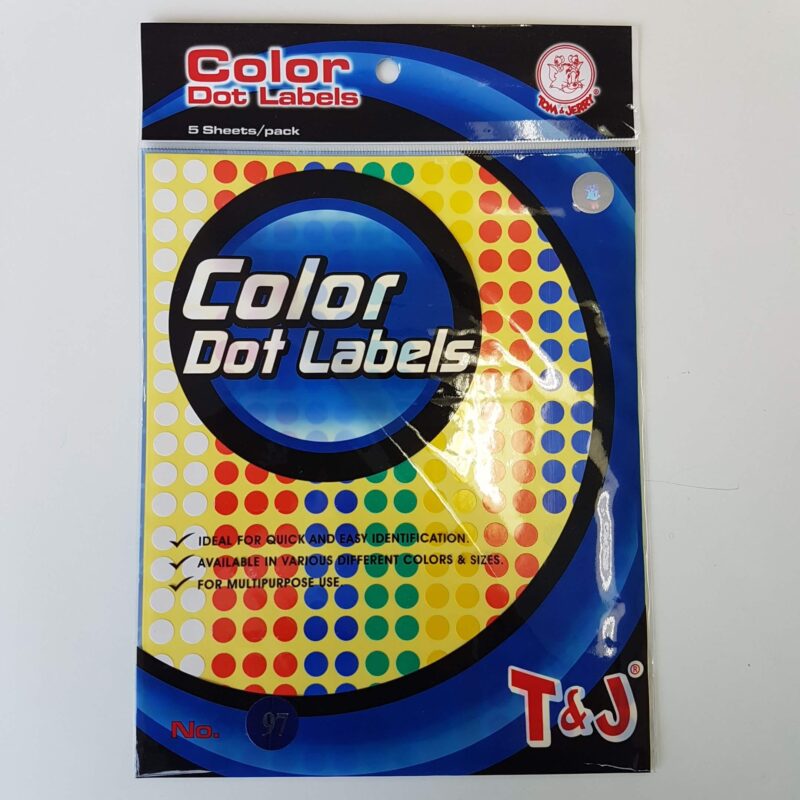 Color
Dot Labels
5 Sheets/pack
TOM & JERRY®
Color
Dot Labels
IDEAL FOR QUICK AND EASY IDENTIFICATION.
AVAILABLE IN VARIOUS DIFFERENT COLORS & SIZES.
FOR MULTIPURPOSE USE
No. 97
T&J®